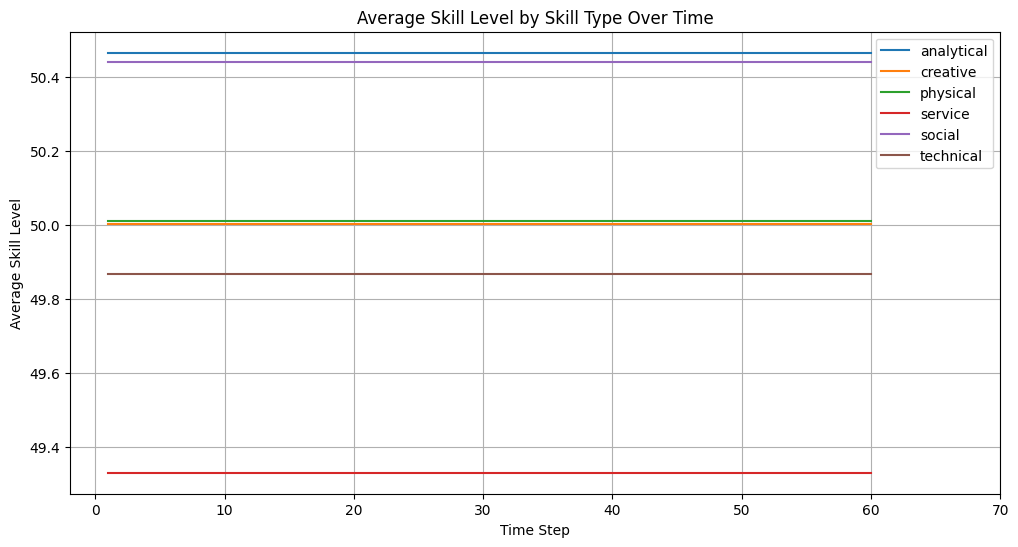 Average Skill Level by Skill Type Over Time
Average Skill Level
50.4
50.2
50.0
49.8
49.6
49.4
analytical
creative
physical
service
social
technical
0 10 20 30 40 50 60 70
Time Step